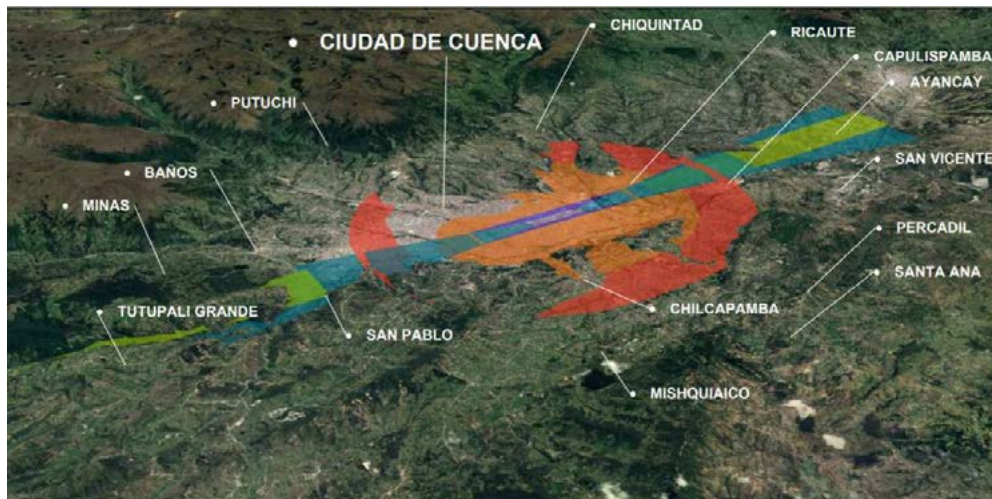 CHIQUINTAD
RICAUTE
CIUDAD DE CUENCA
CAPULISPAMBA
AYANCAY
PUTUCHI
SAN VICENTE
BAÑOS
MINAS
PERCADIL
SANTA ANA
TUTUPALI GRANDE
CHILCAPAMBA
SAN PABLO
MISHQUIAICO